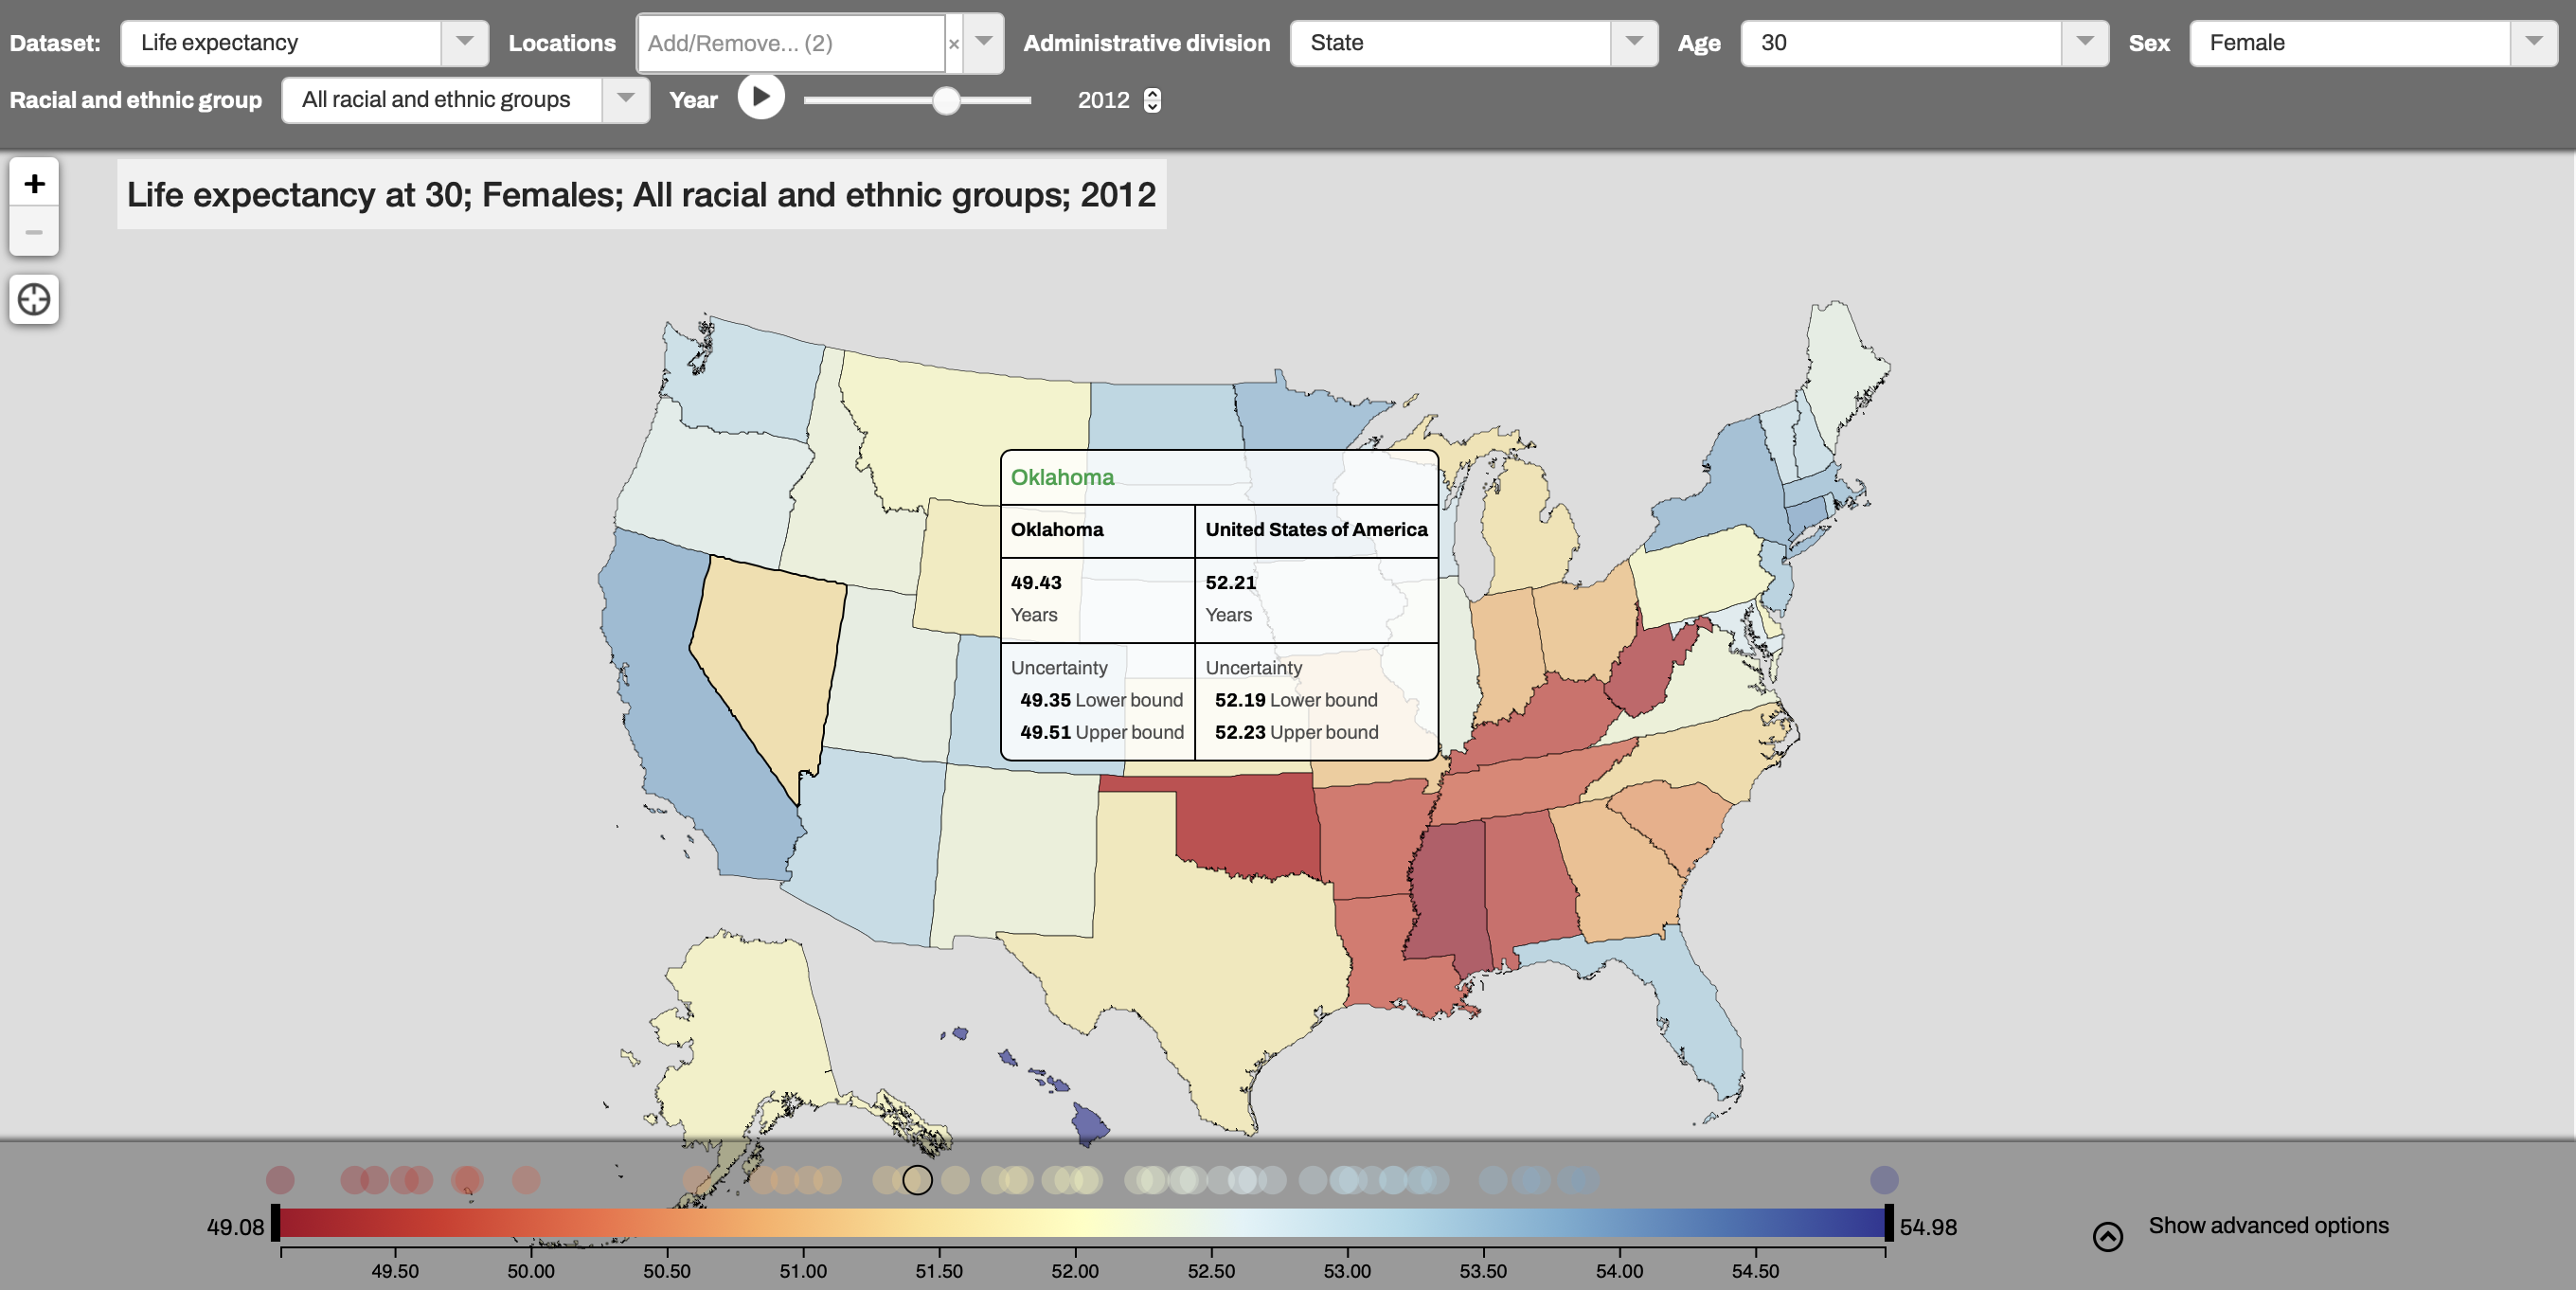 Dataset: Life expectancy Locations Add/Remove... (2) × Administrative division State Age 30 Sex Female
Racial and ethnic group All racial and ethnic groups Year 2012
+
−
Life expectancy at 30; Females; All racial and ethnic groups; 2012
Oklahoma
Oklahoma United States of America
49.43 52.21
Years Years
Uncertainty Uncertainty
49.35 Lower bound 52.19 Lower bound
49.51 Upper bound 52.23 Upper bound
49.08 54.98 Show advanced options
49.50 50.00 50.50 51.00 51.50 52.00 52.50 53.00 53.50 54.00 54.50